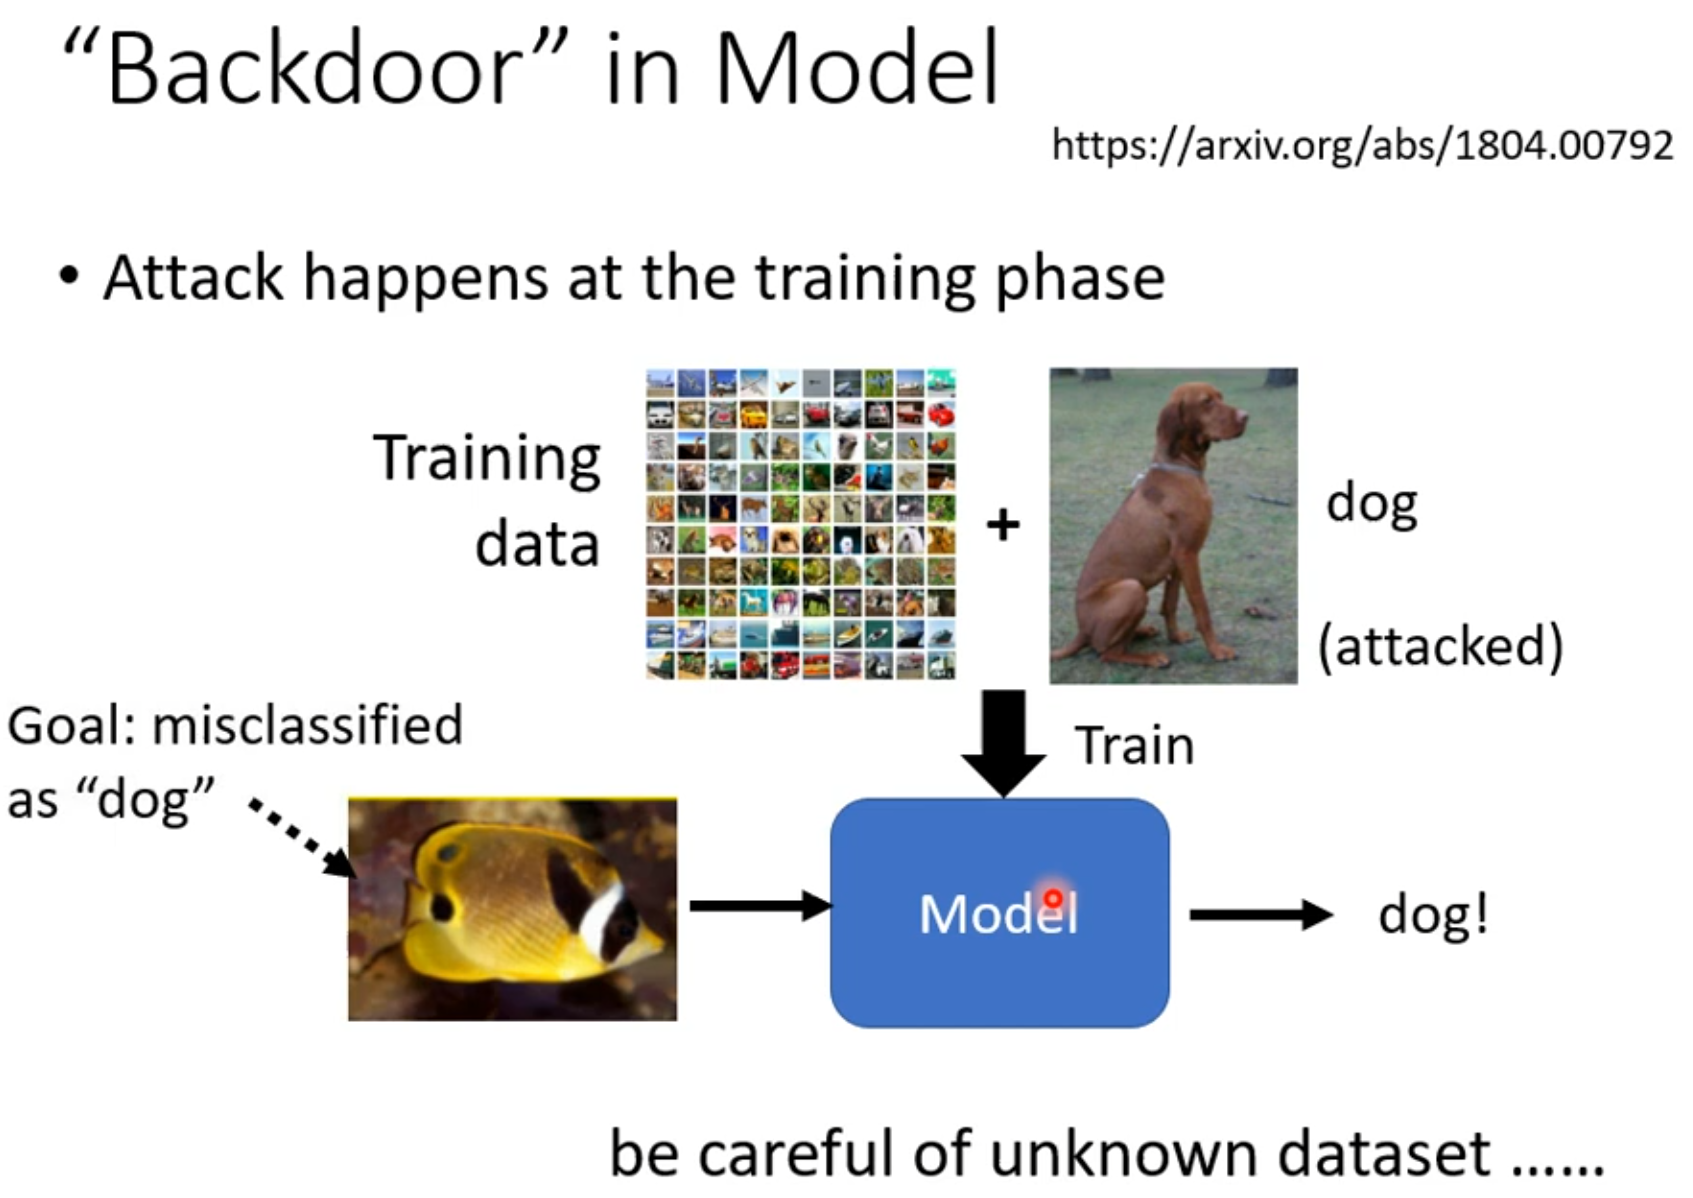 “Backdoor” in Model
https://arxiv.org/abs/1804.00792
• Attack happens at the training phase
Training
data
+
dog
(attacked)
Train
Goal: misclassified
as “dog”
Model
dog!
be careful of unknown dataset ......